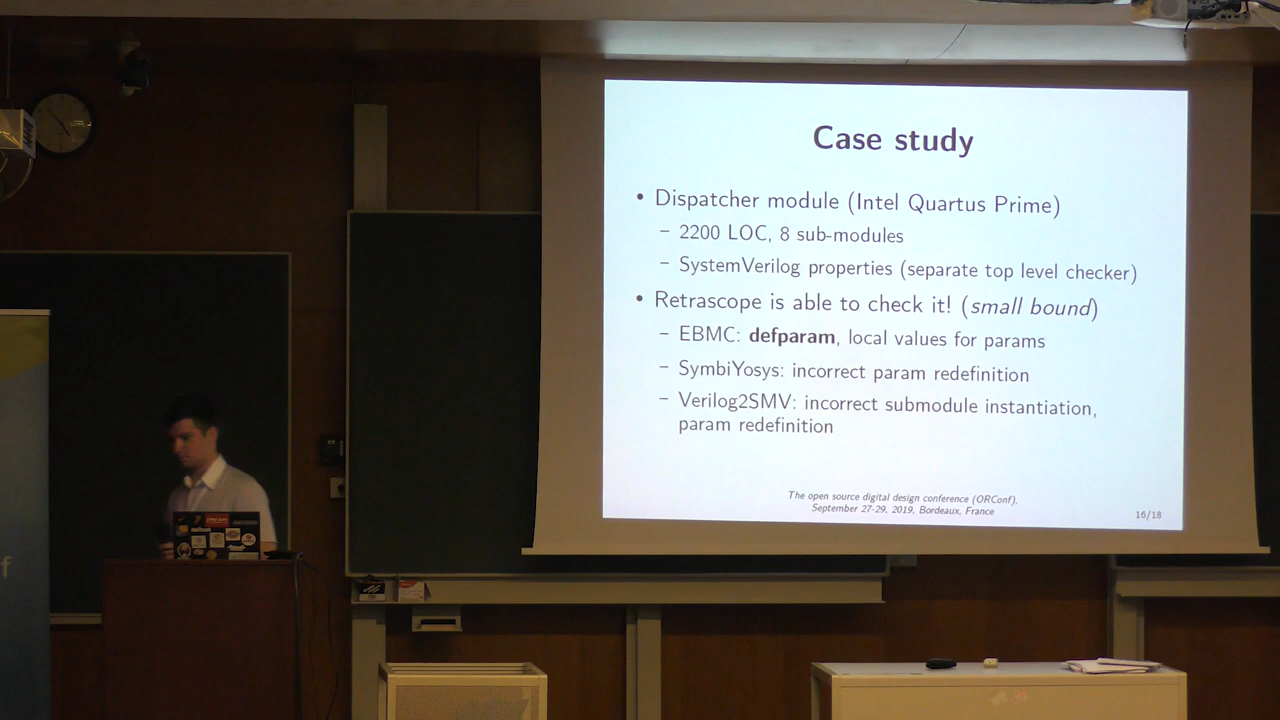 Case study
• Dispatcher module (Intel Quartus Prime)
– 2200 LOC, 8 sub-modules
– SystemVerilog properties (separate top level checker)
• Retrascope is able to check it! (small bound)
– EBMC: defparam, local values for params
– SymbiYosys: incorrect param redefinition
– Verilog2SMV: incorrect submodule instantiation,
param redefinition
The open source digital design conference (ORConf),
September 27-29, 2019, Bordeaux, France
16/18
f